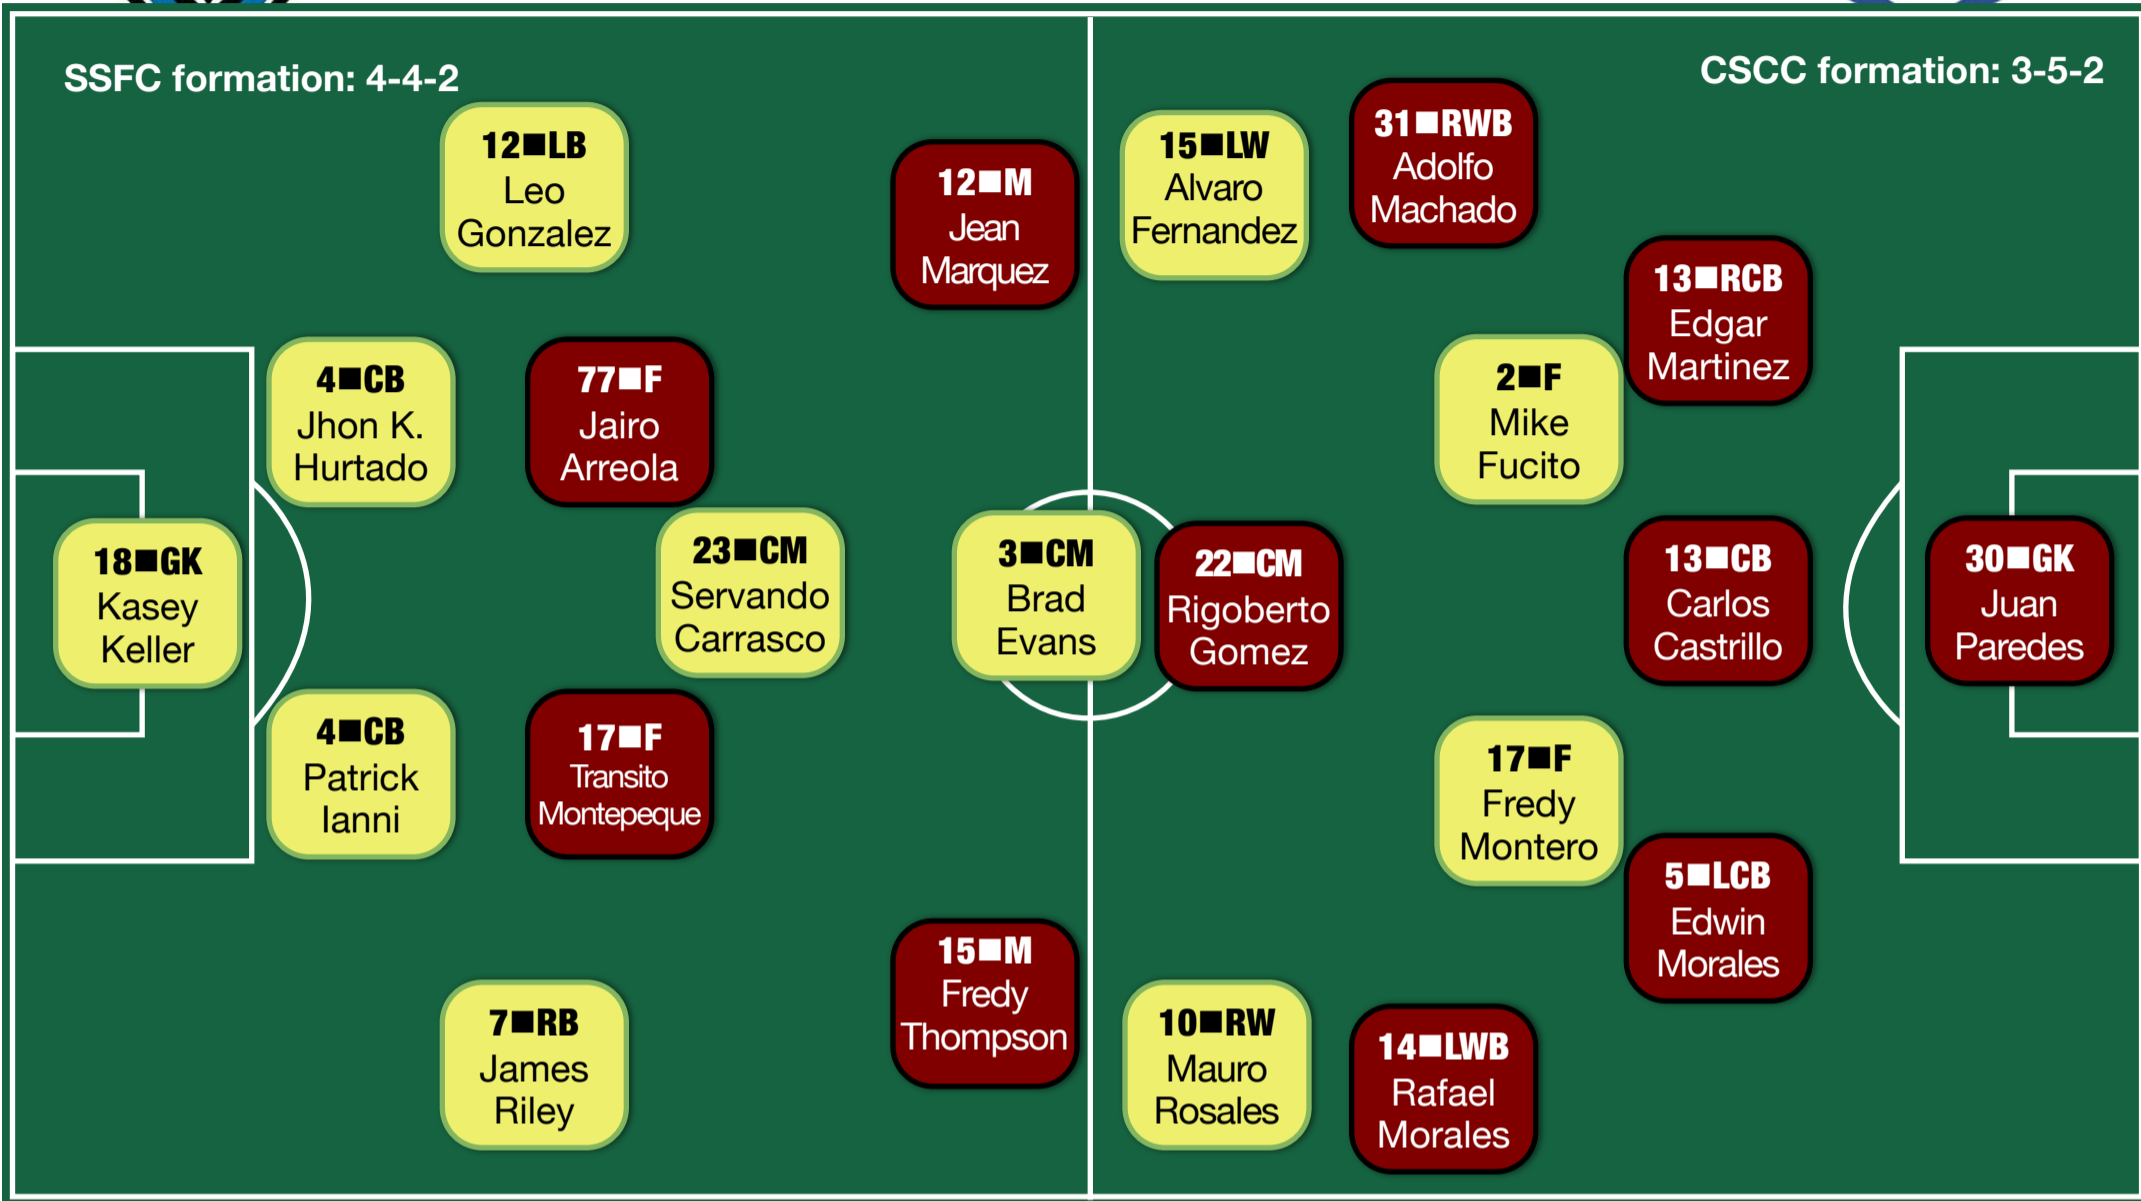 SSFC formation: 4-4-2
CSCC formation: 3-5-2
12■LB
Leo
Gonzalez
12■M
Jean
Marquez
15■LW
Alvaro
Fernandez
31■RWB
Adolfo
Machado
13■RCB
Edgar
Martinez
4■CB
Jhon K.
Hurtado
77■F
Jairo
Arreola
2■F
Mike
Fucito
18■GK
Kasey
Keller
23■CM
Servando
Carrasco
3■CM
Brad
Evans
22■CM
Rigoberto
Gomez
13■CB
Carlos
Castrillo
30■GK
Juan
Paredes
4■CB
Patrick
Ianni
17■F
Transito
Montepeque
17■F
Fredy
Montero
5■LCB
Edwin
Morales
7■RB
James
Riley
15■M
Fredy
Thompson
10■RW
Mauro
Rosales
14■LWB
Rafael
Morales